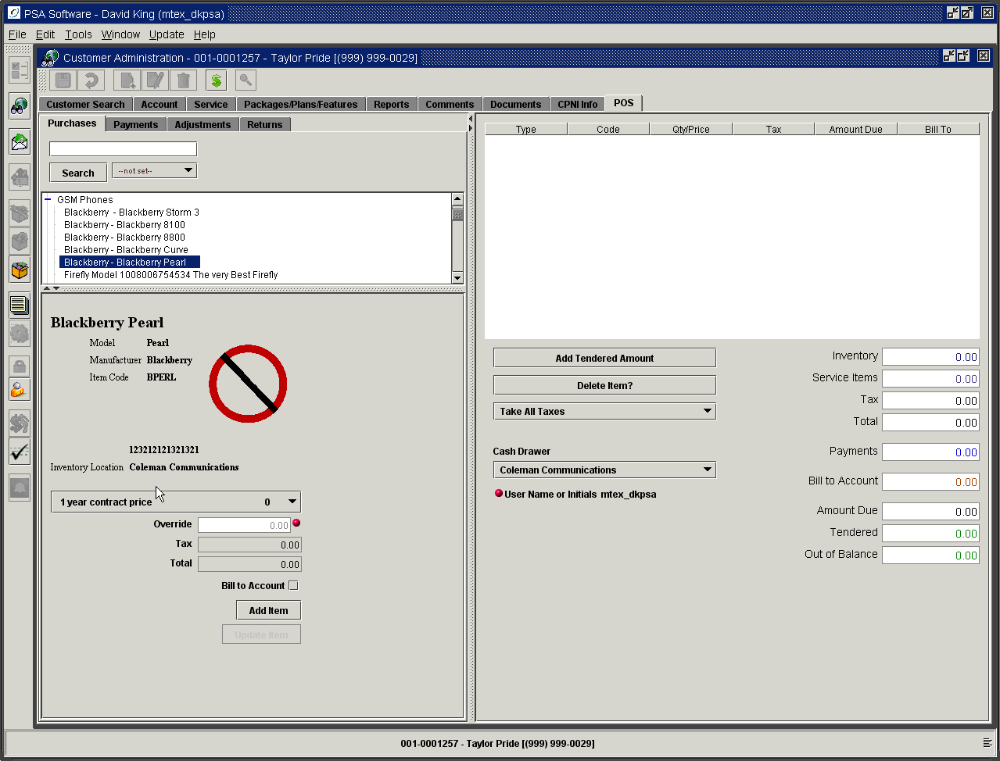 PSA Software - David King (mtex_dkpsa)
File Edit Tools Window Update Help
Customer Administration - 001-0001257 - Taylor Pride [(999) 999-0029]
Customer Search Account Service Packages/Plans/Features Reports Comments Documents CPNI Info POS
Purchases Payments Adjustments Returns
Search --not set--
GSM Phones
Blackberry - Blackberry Storm 3
Blackberry - Blackberry 8100
Blackberry - Blackberry 8800
Blackberry - Blackberry Curve
Blackberry - Blackberry Pearl
Firefly Model 1008006754534 The very Best Firefly
Blackberry Pearl
Model Pearl
Manufacturer Blackberry
Item Code BPERL
123212121321321
Inventory Location Coleman Communications
1 year contract price 0
Override 0.00
Tax 0.00
Total 0.00
Bill to Account
Add Item
Update Item
Type Code Qty/Price Tax Amount Due Bill To
Add Tendered Amount
Delete Item?
Take All Taxes
Cash Drawer
Coleman Communications
User Name or Initials mtex_dkpsa
Inventory 0.00
Service Items 0.00
Tax 0.00
Total 0.00
Payments 0.00
Bill to Account 0.00
Amount Due 0.00
Tendered 0.00
Out of Balance 0.00
001-0001257 - Taylor Pride [(999) 999-0029]